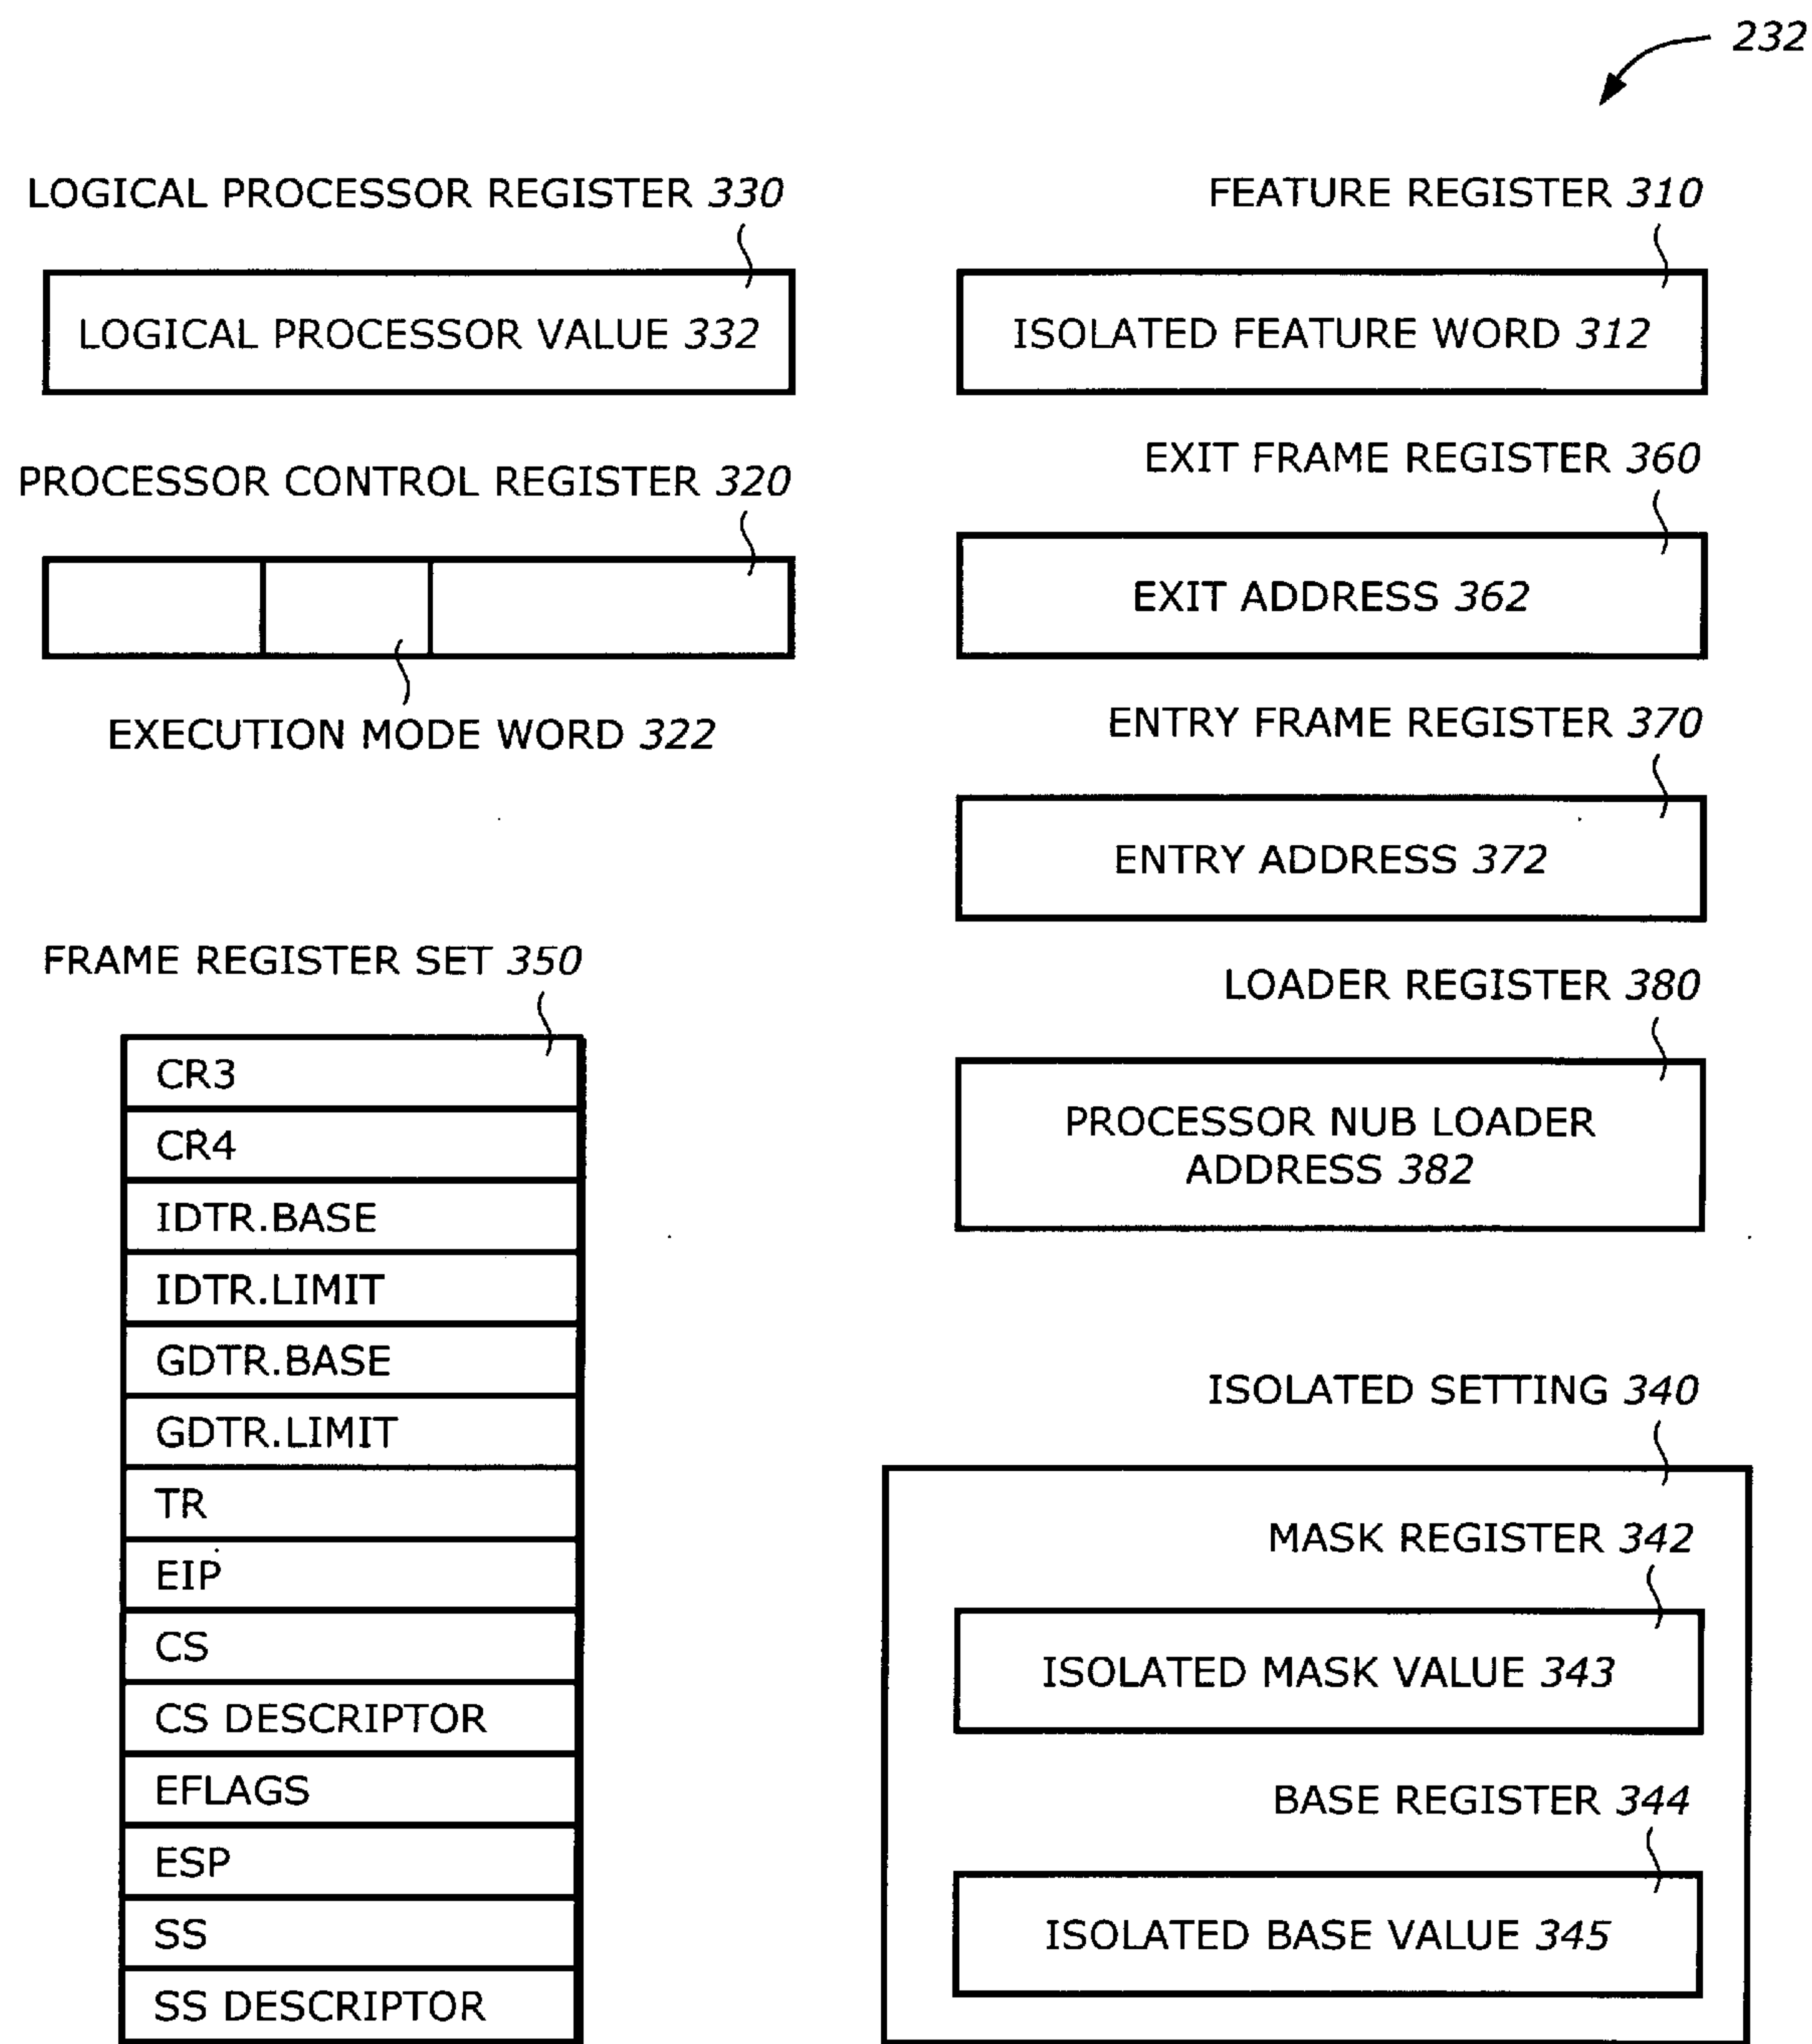 232
LOGICAL PROCESSOR REGISTER 330
LOGICAL PROCESSOR VALUE 332
PROCESSOR CONTROL REGISTER 320
EXECUTION MODE WORD 322
FRAME REGISTER SET 350
CR3
CR4
IDTR.BASE
IDTR.LIMIT
GDTR.BASE
GDTR.LIMIT
TR
EIP
CS
CS DESCRIPTOR
EFLAGS
ESP
SS
SS DESCRIPTOR
FEATURE REGISTER 310
ISOLATED FEATURE WORD 312
EXIT FRAME REGISTER 360
EXIT ADDRESS 362
ENTRY FRAME REGISTER 370
ENTRY ADDRESS 372
LOADER REGISTER 380
PROCESSOR NUB LOADER
ADDRESS 382
ISOLATED SETTING 340
MASK REGISTER 342
ISOLATED MASK VALUE 343
BASE REGISTER 344
ISOLATED BASE VALUE 345